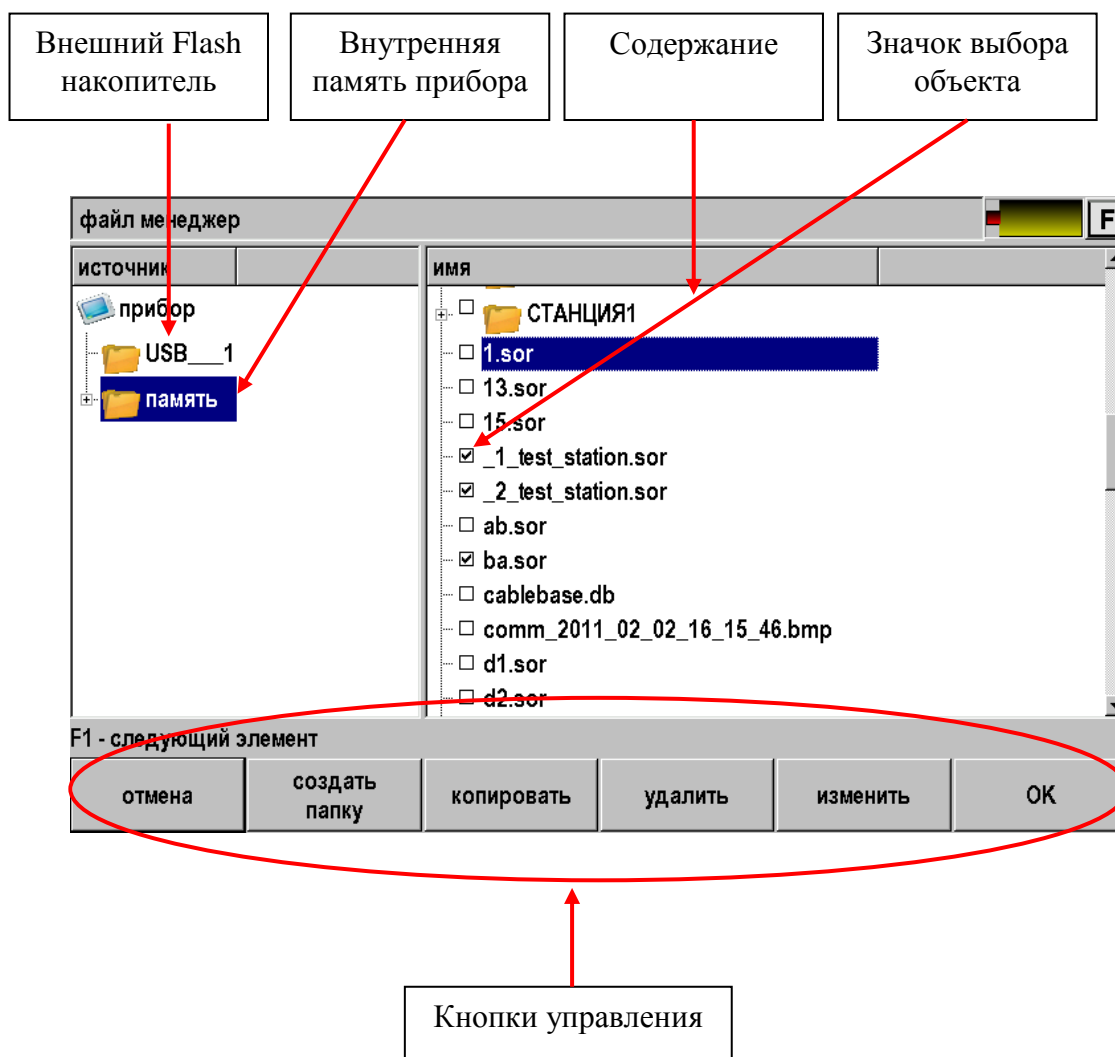 Внешний Flash
накопитель
Внутренняя
память прибора
Содержание
Значок выбора
объекта
файл менеджер
F
источник
имя
прибор
USB___1
память
СТАНЦИЯ1
1.sor
13.sor
15.sor
_1_test_station.sor
_2_test_station.sor
ab.sor
ba.sor
cablebase.db
comm_2011_02_02_16_15_46.bmp
d1.sor
d2.sor
F1 - следующий элемент
отмена
создать
папку
копировать
удалить
изменить
OK
Кнопки управления